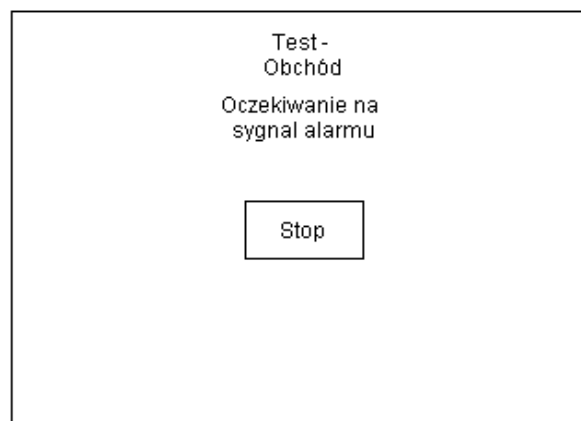 Test -
Obchód
Oczekiwanie na
sygnal alarmu
Stop